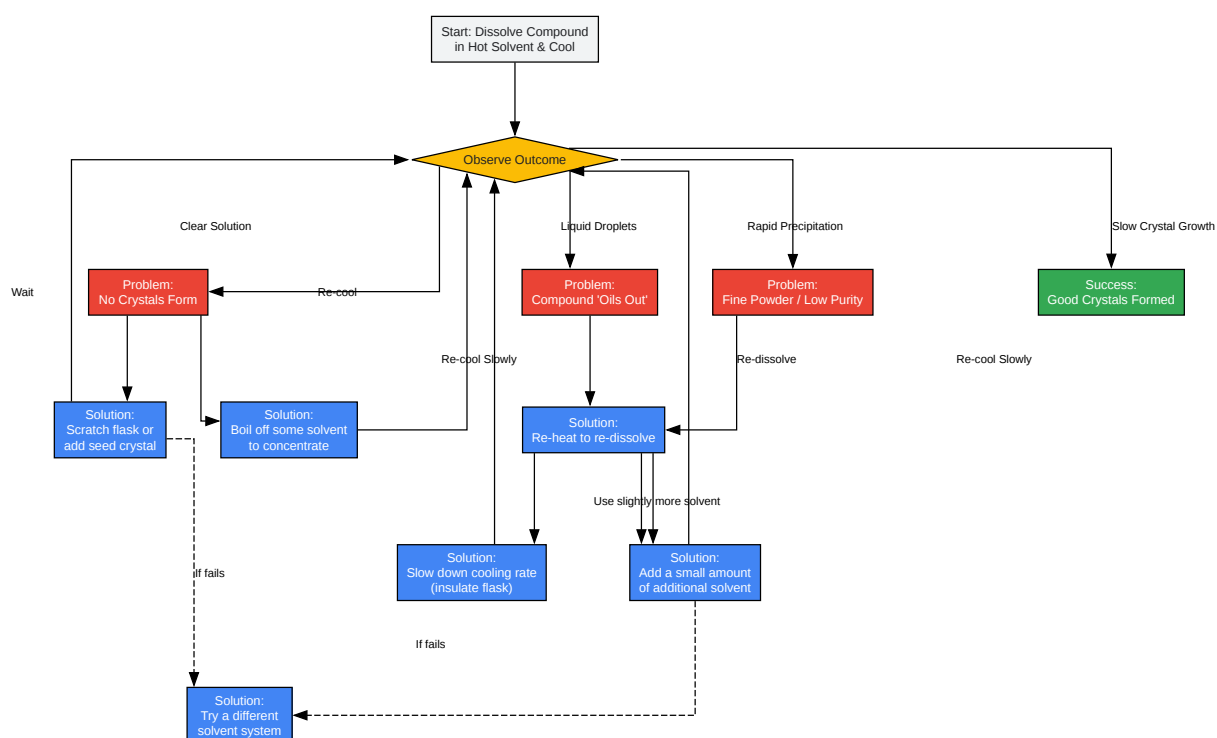 Start: Dissolve Compound
in Hot Solvent & Cool
Observe Outcome
Clear Solution
Liquid Droplets
Rapid Precipitation
Slow Crystal Growth
Wait
Problem:
No Crystals Form
Re-cool
Problem:
Compound 'Oils Out'
Problem:
Fine Powder / Low Purity
Success:
Good Crystals Formed
Re-cool Slowly
Re-dissolve
Re-cool Slowly
Solution:
Scratch flask or
add seed crystal
Solution:
Boil off some solvent
to concentrate
Solution:
Re-heat to re-dissolve
Use slightly more solvent
Solution:
Slow down cooling rate
(insulate flask)
Solution:
Add a small amount
of additional solvent
If fails
If fails
Solution:
Try a different
solvent system